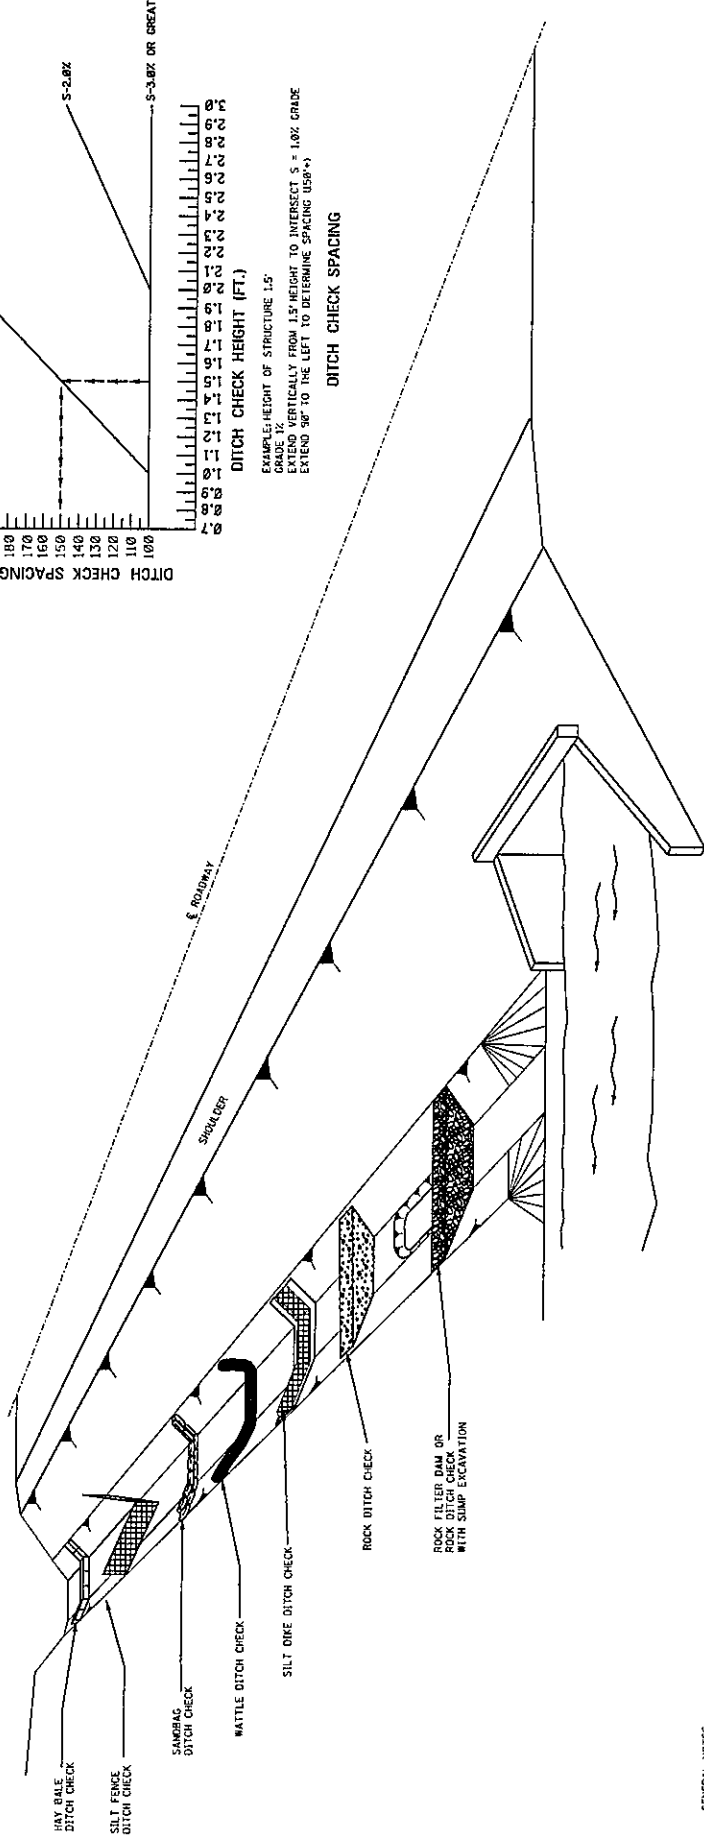 S=2.0%
S=3.0% OR GREAT
180
170
160
150
140
130
120
110
100
DITCH CHECK SPACING
0.7
0.8
0.9
1.0
1.1
1.2
1.3
1.4
1.5
1.6
1.7
1.8
1.9
2.0
2.1
2.2
2.3
2.4
2.5
2.6
2.7
2.8
2.9
3.0
DITCH CHECK HEIGHT (FT.)
EXAMPLE: HEIGHT OF STRUCTURE 1.5'
GRADE 1%
EXTEND VERTICALLY FROM 1.5' HEIGHT TO INTERSECT S = 1.0% GRADE
EXTEND 90° TO THE LEFT TO DETERMINE SPACING (150'±)
DITCH CHECK SPACING
℄ ROADWAY
SHOULDER
HAY BALE
DITCH CHECK
SILT FENCE
DITCH CHECK
SANDBAG
DITCH CHECK
WATTLE DITCH CHECK
SILT DIKE DITCH CHECK
ROCK DITCH CHECK
ROCK FILTER DAM OR
ROCK DITCH CHECK
WITH SUMP EXCAVATION